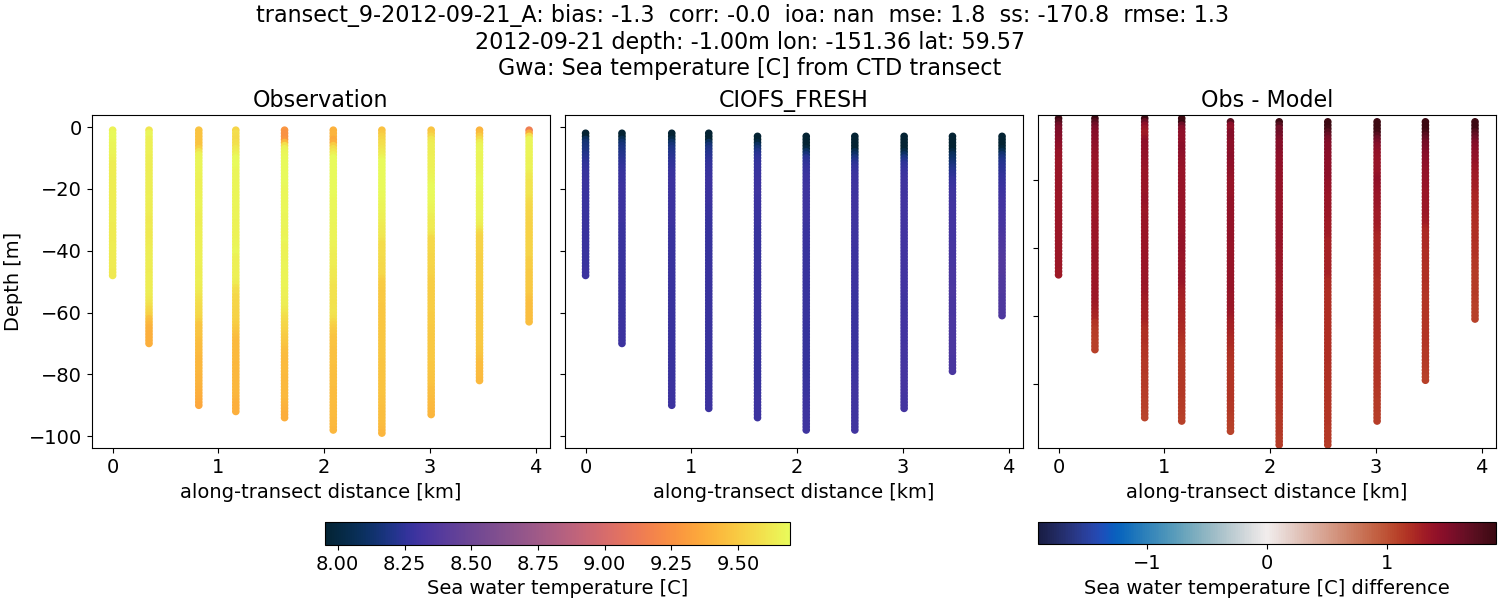 transect_9-2012-09-21_A: bias: -1.3 corr: -0.0 ioa: nan mse: 1.8 ss: -170.8 rmse: 1.3
2012-09-21 depth: -1.00m lon: -151.36 lat: 59.57
Gwa: Sea temperature [C] from CTD transect
Observation
CIOFS_FRESH
Obs - Model
Depth [m]
0
−20
−40
−60
−80
−100
0 1 2 3 4
0 1 2 3 4
0 1 2 3 4
along-transect distance [km]
along-transect distance [km]
along-transect distance [km]
8.00 8.25 8.50 8.75 9.00 9.25 9.50
Sea water temperature [C]
−1 0 1
Sea water temperature [C] difference